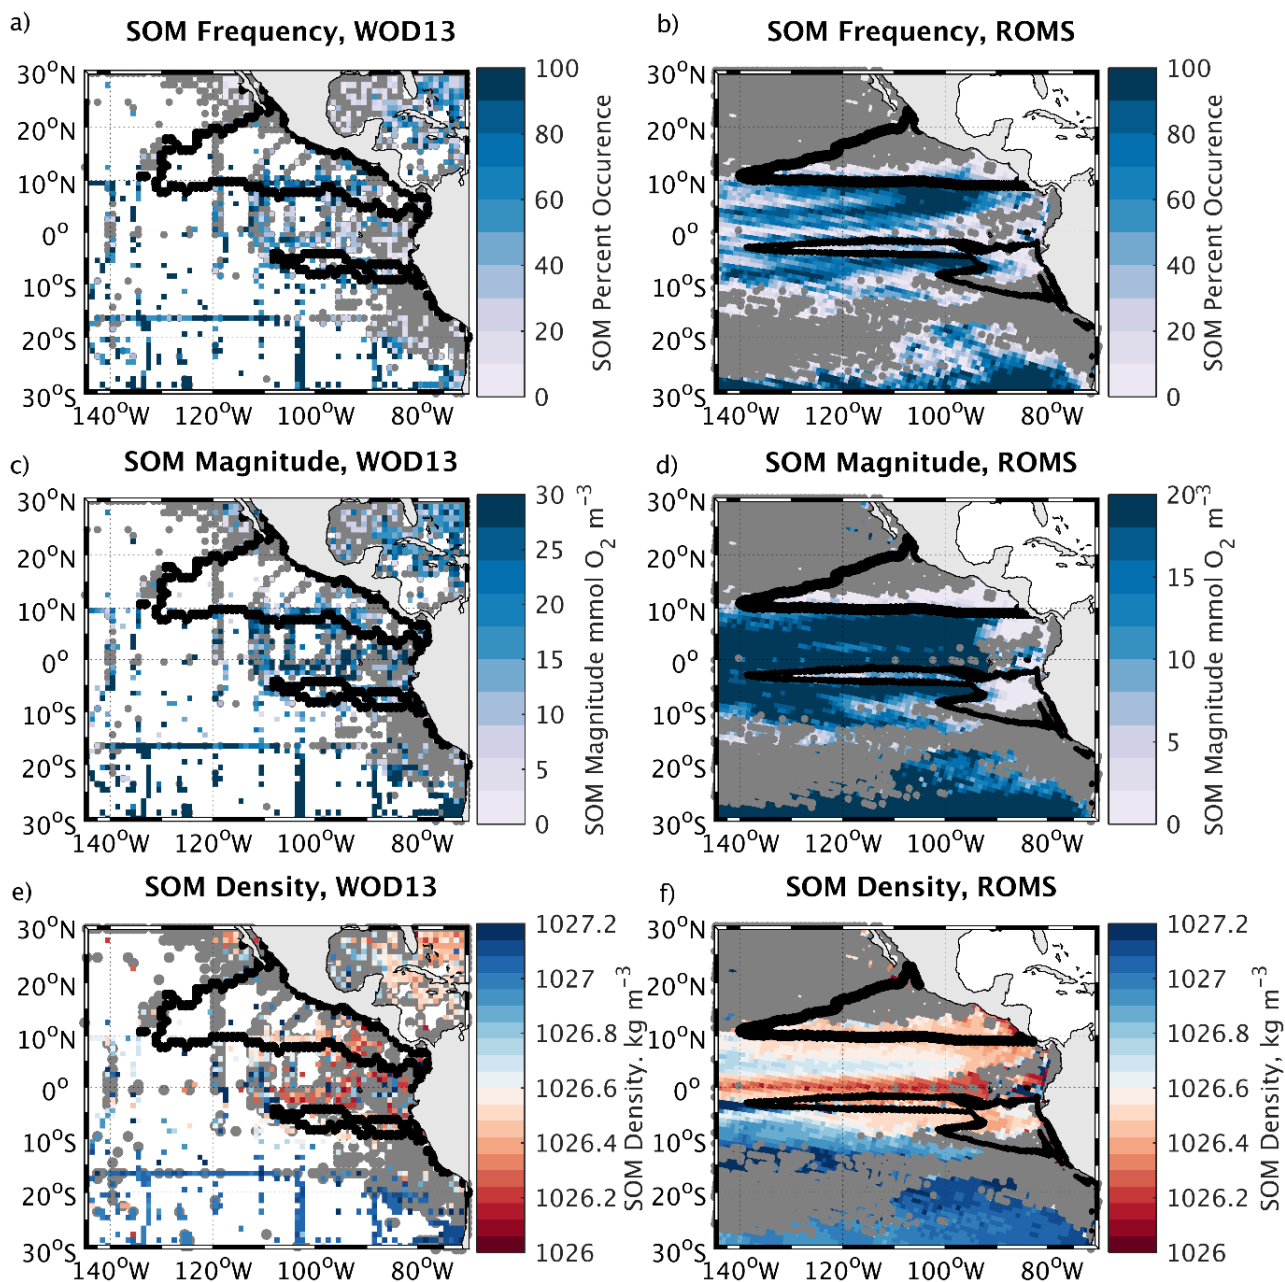 a)
SOM Frequency, WOD13
30°N
20°N
10°N
0°
10°S
20°S
30°S
140°W
120°W
100°W
80°W
100
80
60
40
20
0
SOM Percent Occurence
b)
SOM Frequency, ROMS
30°N
20°N
10°N
0°
10°S
20°S
30°S
140°W
120°W
100°W
80°W
100
80
60
40
20
0
SOM Percent Occurence
c)
SOM Magnitude, WOD13
30°N
20°N
10°N
0°
10°S
20°S
30°S
140°W
120°W
100°W
80°W
30
25
20
15
10
5
0
SOM Magnitude mmol O₂ m⁻³
d)
SOM Magnitude, ROMS
30°N
20°N
10°N
0°
10°S
20°S
30°S
140°W
120°W
100°W
80°W
20
15
10
5
0
SOM Magnitude mmol O₂ m⁻³
e)
SOM Density, WOD13
30°N
20°N
10°N
0°
10°S
20°S
30°S
140°W
120°W
100°W
80°W
1027.2
1027
1026.8
1026.6
1026.4
1026.2
1026
SOM Density, kg m⁻³
f)
SOM Density, ROMS
30°N
20°N
10°N
0°
10°S
20°S
30°S
140°W
120°W
100°W
80°W
1027.2
1027
1026.8
1026.6
1026.4
1026.2
1026
SOM Density, kg m⁻³